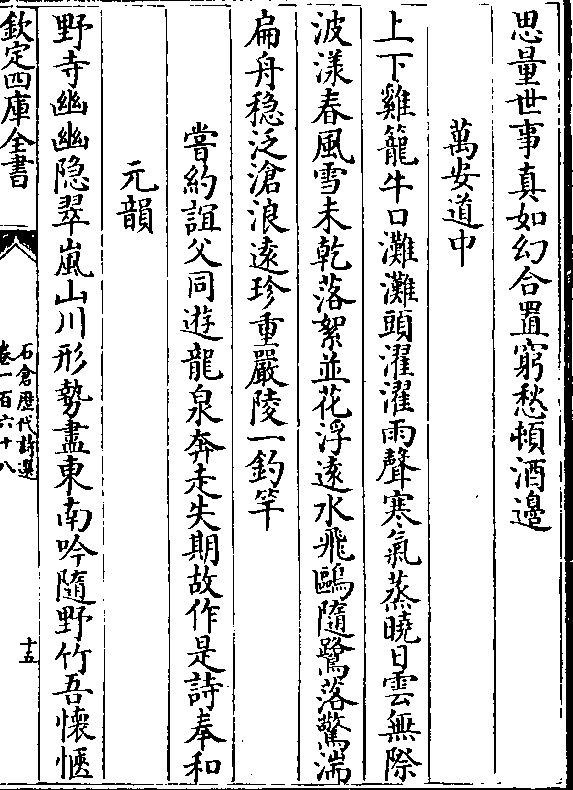 思量世事真如幻合置窮愁頓酒邊
萬安道中
上下雞籠牛口灘灘頭濯濯雨聲寒氣蒸曉日雲無際
波漾春風雪未乾落絮並花浮遠水飛鷗隨鷺落驚湍
扁舟穏泛滄浪遠珍重嚴陵一釣竿
嘗約誼父同遊龍泉奔走失期故作是詩奉和
元韻
野寺幽幽隐翠嵐山川形勢盡東南吟隨野竹吾懷愜
欽定四庫全書
石倉歴代詩選
卷一百六十八
十五